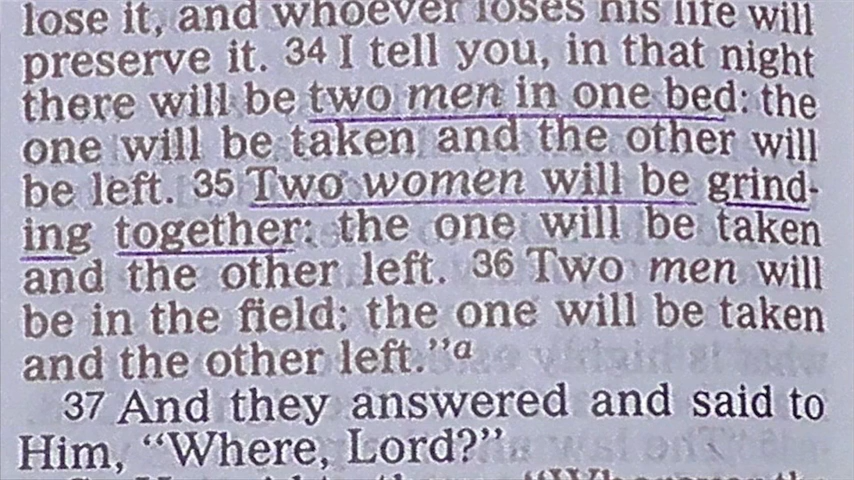 lose it, and whoever loses his life will
preserve it. 34 I tell you, in that night
there will be two men in one bed: the
one will be taken and the other will
be left. 35 Two women will be grind-
ing together: the one will be taken
and the other left. 36 Two men will
be in the field: the one will be taken
and the other left.”a
37 And they answered and said to
Him, “Where, Lord?”